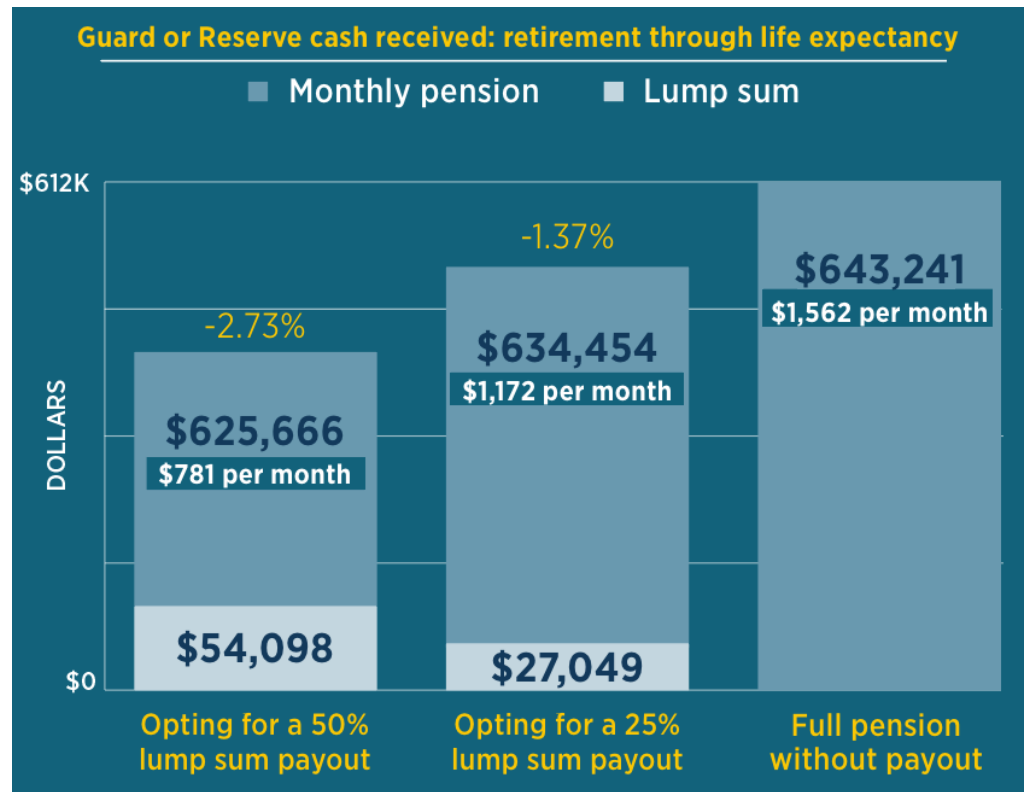 Guard or Reserve cash received: retirement through life expectancy
Monthly pension
Lump sum
$612K
DOLLARS
$0
-2.73%
$625,666
$781 per month
$54,098
-1.37%
$634,454
$1,172 per month
$27,049
$643,241
$1,562 per month
Opting for a 50%
lump sum payout
Opting for a 25%
lump sum payout
Full pension
without payout